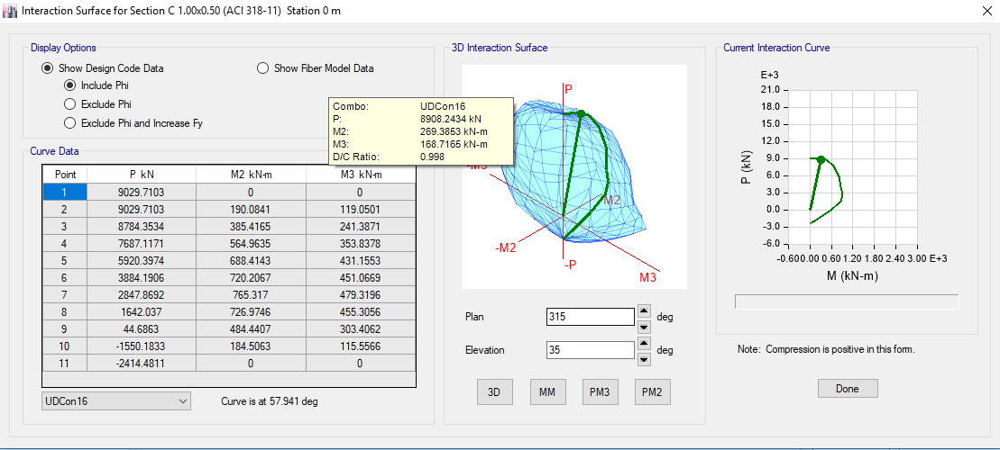 Interaction Surface for Section C 1.00x0.50 (ACI 318-11) Station 0 m
Display Options
Show Design Code Data
Show Fiber Model Data
Include Phi
Exclude Phi
Exclude Phi and Increase Fy
Curve Data
Point P kN M2 kN-m M3 kN-m
1 9029.7103 0 0
2 9029.7103 190.0841 119.0501
3 8784.3534 385.4165 241.3871
4 7687.1171 564.9635 353.8378
5 5920.3974 688.4143 431.1553
6 3884.1906 720.2067 451.0669
7 2847.8692 765.317 479.3196
8 1642.037 726.9746 455.3056
9 44.6863 484.4407 303.4062
10 -1550.1833 184.5063 115.5566
11 -2414.4811 0 0
UDCon16
Curve is at 57.941 deg
3D Interaction Surface
Combo: UDCon16
P: 8908.2434 kN
M2: 269.3853 kN-m
M3: 168.7165 kN-m
D/C Ratio: 0.998
P
-M3
M2
-M2
-P
M3
Plan 315 deg
Elevation 35 deg
3D MM PM3 PM2
Current Interaction Curve
E+3
21.0
18.0
15.0
12.0
9.0
6.0
3.0
0.0
-3.0
-6.0
P (kN)
-0.60 0.00 0.60 1.20 1.80 2.40 3.00 E+3
M (kN-m)
Note: Compression is positive in this form.
Done